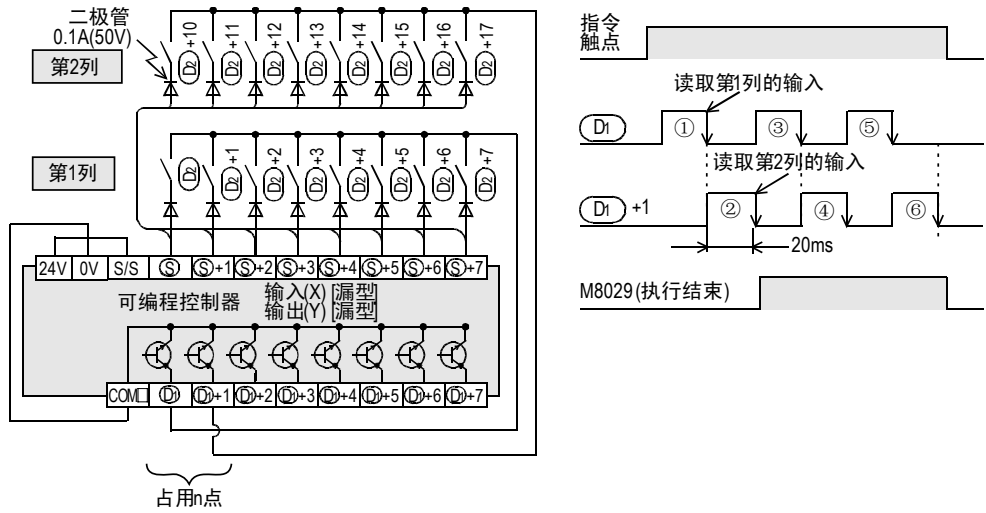 二极管
0.1A(50V)
第2列
D2 +10
D2 +11
D2 +12
D2 +13
D2 +14
D2 +15
D2 +16
D2 +17
第1列
D2
D2 +1
D2 +2
D2 +3
D2 +4
D2 +5
D2 +6
D2 +7
24V 0V S/S S S+1 S+2 S+3 S+4 S+5 S+6 S+7
可编程控制器
输入(X) [漏型]
输出(Y) [漏型]
COM□ D1 D1+1 D1+2 D1+3 D1+4 D1+5 D1+6 D1+7
占用n点
指令
触点
读取第1列的输入
D1 ① ③ ⑤
读取第2列的输入
D1 +1 ② ④ ⑥
20ms
M8029(执行结束)